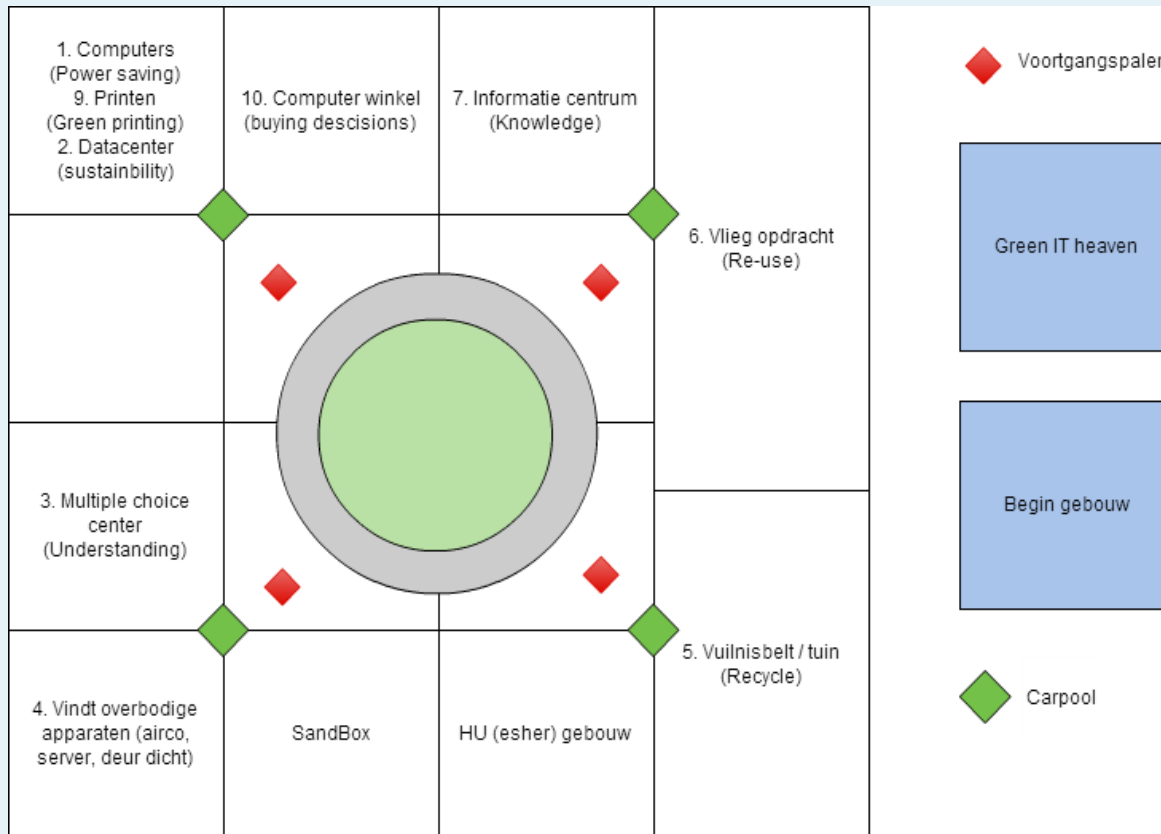 1. Computers
(Power saving)
9. Printen
(Green printing)
2. Datacenter
(sustainbility)
10. Computer winkel
(buying descisions)
7. Informatie centrum
(Knowledge)
6. Vlieg opdracht
(Re-use)
3. Multiple choice
center
(Understanding)
4. Vindt overbodige
apparaten (airco,
server, deur dicht)
SandBox
HU (esher) gebouw
5. Vuilnisbelt / tuin
(Recycle)
Voortgangspalen
Green IT heaven
Begin gebouw
Carpool